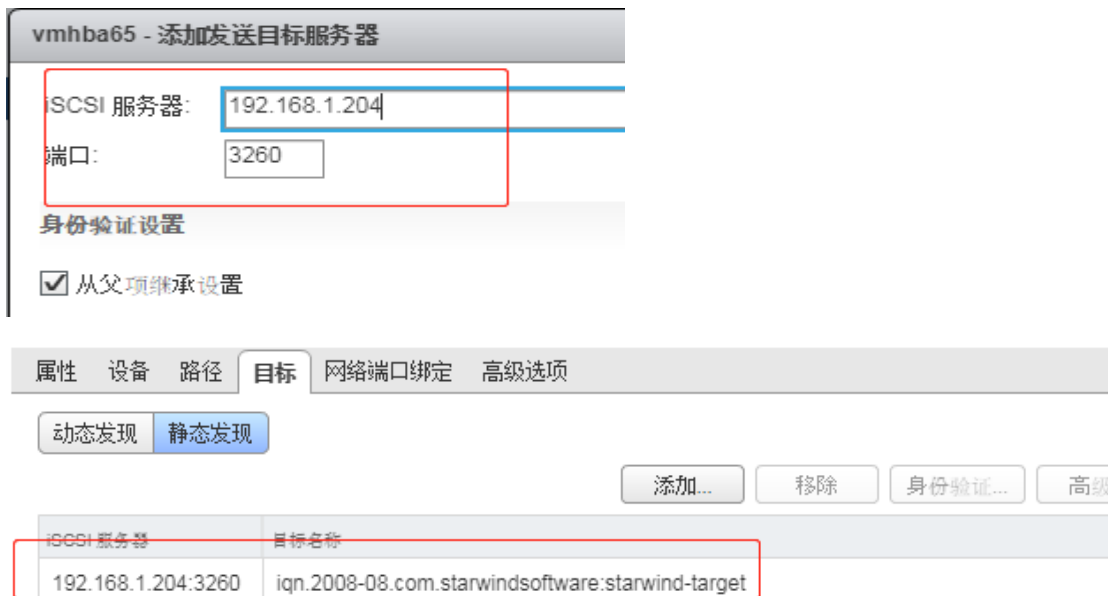 vmhba65 - 添加发送目标服务器
iSCSI 服务器: 192.168.1.204
端口: 3260
身份验证设置
从父项继承设置
属性 设备 路径 目标 网络端口绑定 高级选项
动态发现 静态发现
添加... 移除 身份验证... 高级
iSCSI 服务器 目标名称
192.168.1.204:3260 iqn.2008-08.com.starwindsoftware:starwind-target